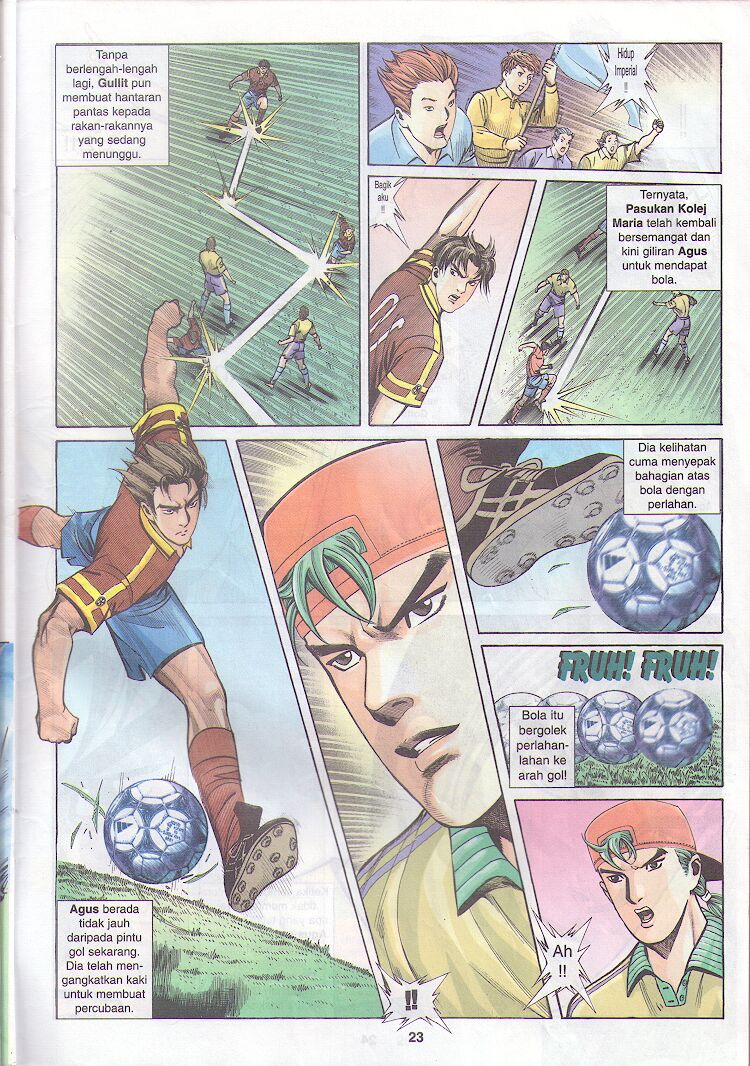 Tanpa
berlengah-lengah
lagi, Gullit pun
membuat hantaran
pantas kepada
rakan-rakannya
yang sedang
menunggu.
Hidup
Imperial
!!
Bagik
aku
!!
Ternyata,
Pasukan Kolej
Maria telah kembali
bersemangat dan
kini giliran Agus
untuk mendapat
bola.
Agus berada
tidak jauh
daripada pintu
gol sekarang.
Dia telah men-
gangkatkan kaki
untuk membuat
percubaan.
!!
Dia kelihatan
cuma menyepak
bahagian atas
bola dengan
perlahan.
FRUH! FRUH!
Bola itu
bergolek
perlahan-
lahan ke
arah gol!
Ah
!!
23